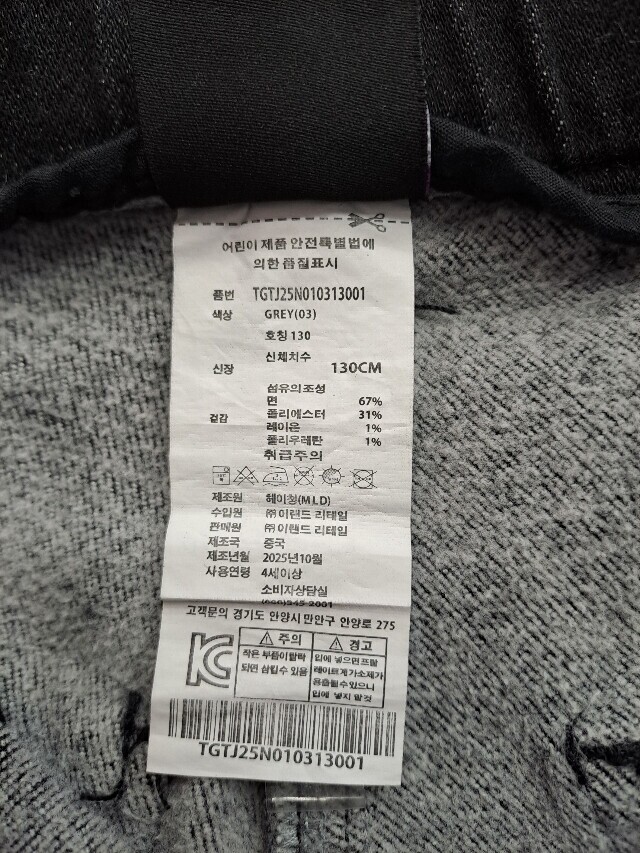 어린이 제품 안전특별법에
의한 품질표시
품번 TGTJ25N010313001
색상 GREY(03)
호칭 130
신체치수
신장 130CM
섬유의조성
면 67%
겉감 폴리에스터 31%
레이온 1%
폴리우레탄 1%
취급주의
제조원 헤이청(MLD)
수입원 ㈜이랜드 리테일
판매원 ㈜이랜드 리테일
제조국 중국
제조년월 2025년10월
사용연령 4세이상
소비자상담실
고객문의 경기도 안양시 만안구 안양로 275
주의
작은 부품이탈락
되면 삼킬수 있음
경고
입에 넣으면프탈
레이트계가소제가
용출될수있으니
입에 넣지 말것
TGTJ25N010313001